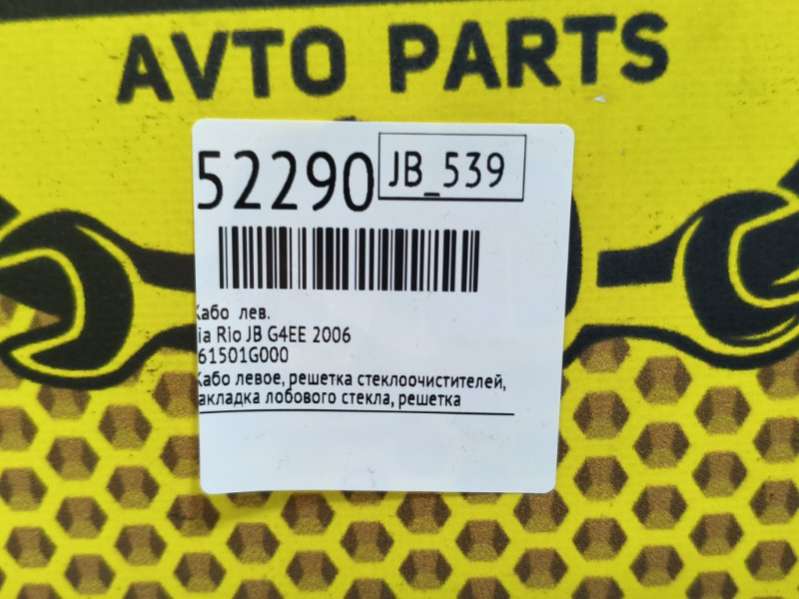 AVTO PARTS
52290
JB_539
Кабо лев.
ia Rio JB G4EE 2006
61501G000
Кабо левое, решетка стеклоочистителей,
акладка лобового стекла, решетка